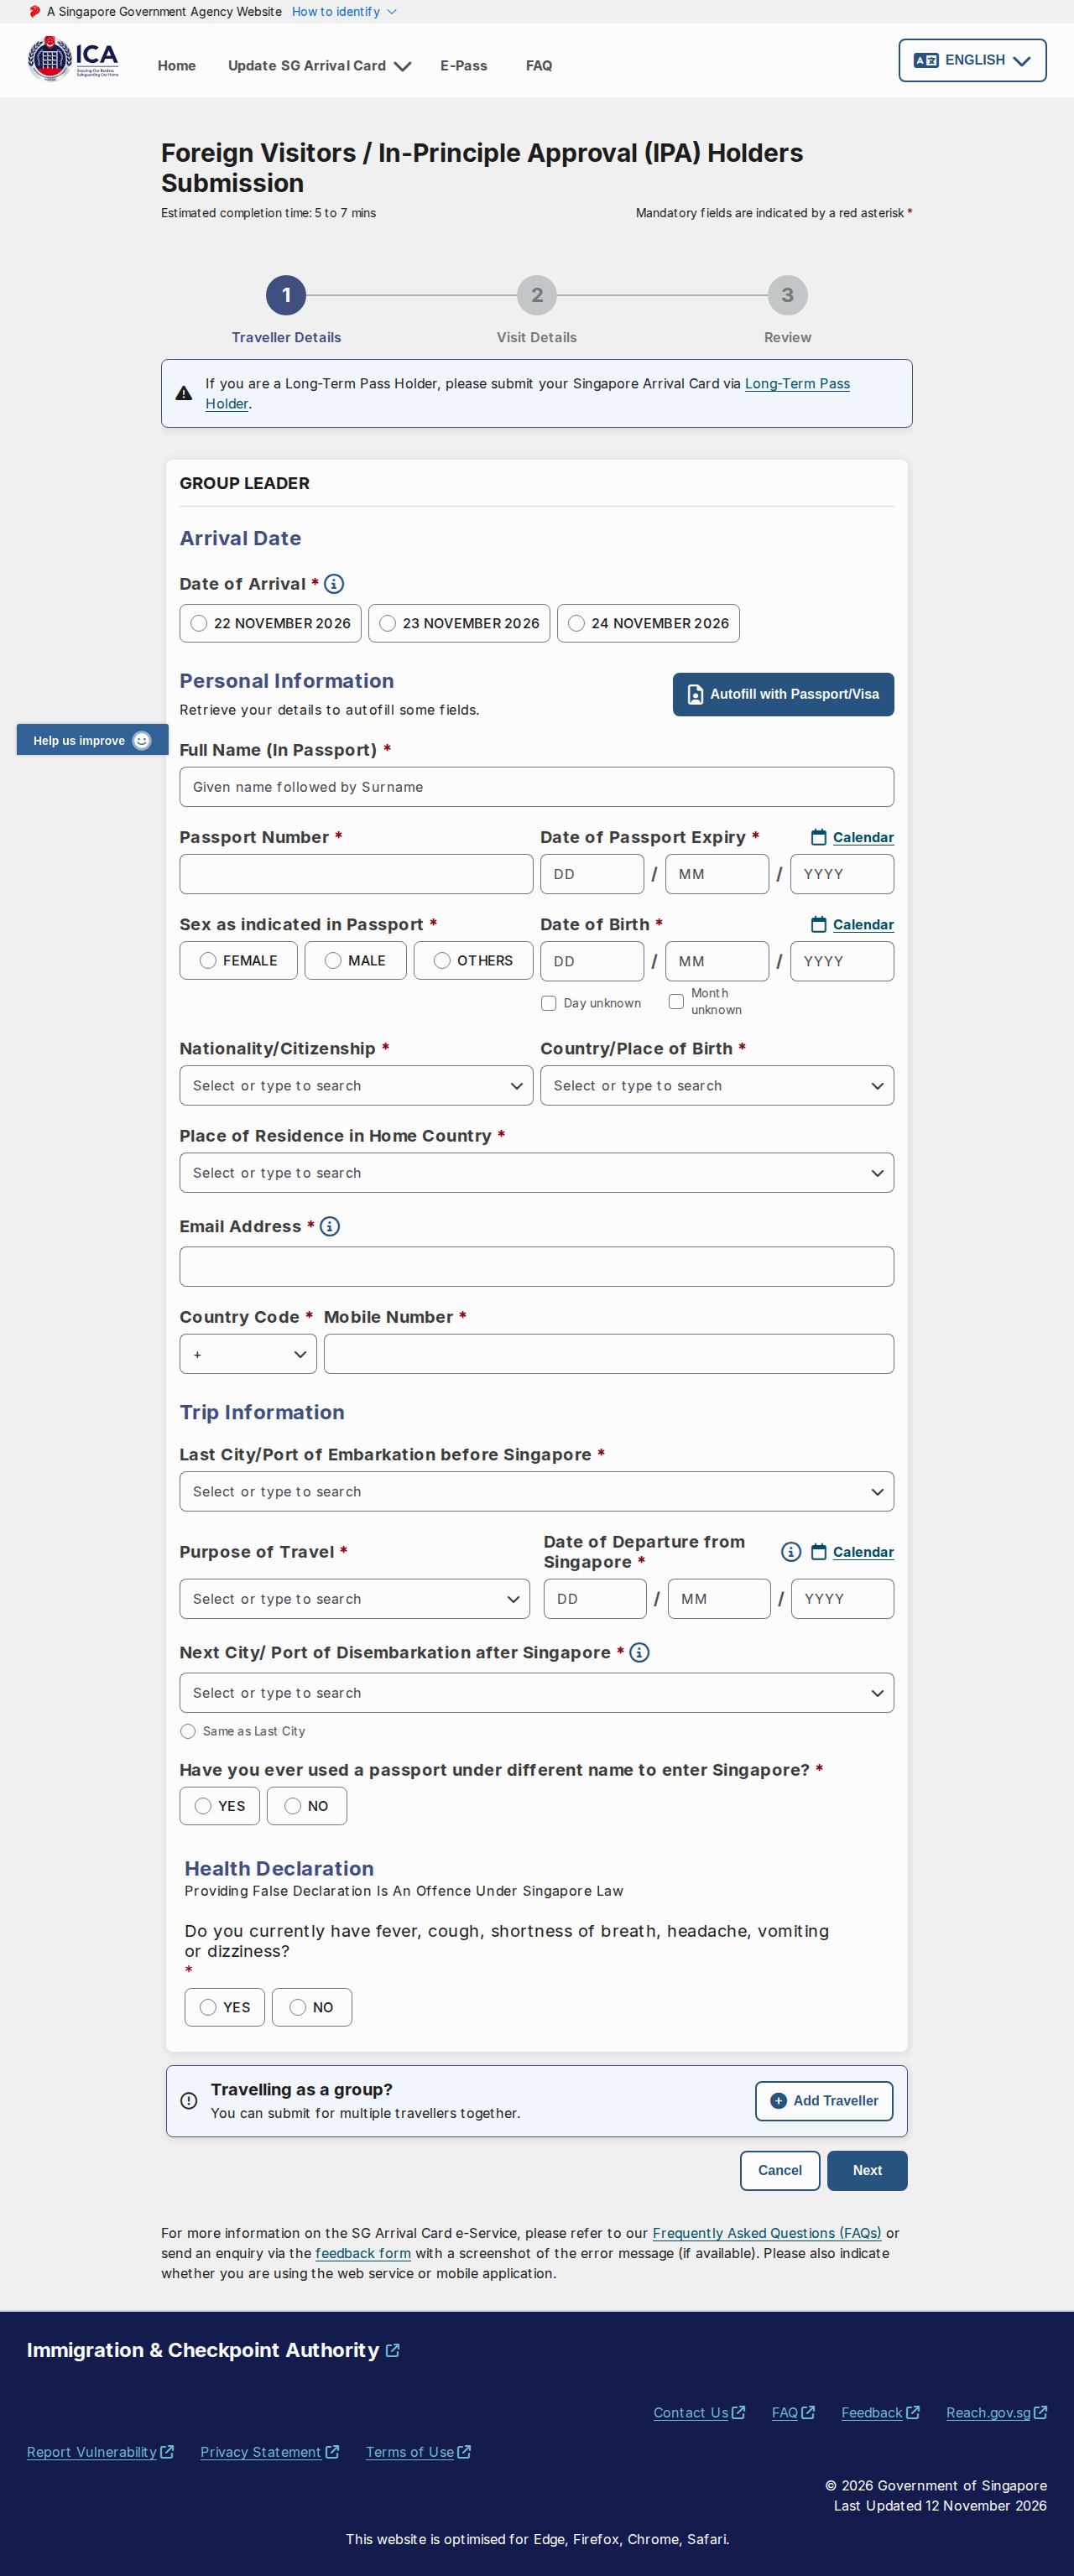 A Singapore Government Agency Website How to identify
ICA
Securing Our Borders,
Safeguarding Our Home
Home
Update SG Arrival Card
E-Pass
FAQ
ENGLISH
Foreign Visitors / In-Principle Approval (IPA) Holders
Submission
Estimated completion time: 5 to 7 mins
Mandatory fields are indicated by a red asterisk *
1
2
3
Traveller Details
Visit Details
Review
If you are a Long-Term Pass Holder, please submit your Singapore Arrival Card via Long-Term Pass
Holder.
GROUP LEADER
Arrival Date
Date of Arrival *
22 NOVEMBER 2026
23 NOVEMBER 2026
24 NOVEMBER 2026
Personal Information
Retrieve your details to autofill some fields.
Autofill with Passport/Visa
Help us improve
Full Name (In Passport) *
Given name followed by Surname
Passport Number *
Date of Passport Expiry *
Calendar
DD / MM / YYYY
Sex as indicated in Passport *
Date of Birth *
Calendar
FEMALE
MALE
OTHERS
DD / MM / YYYY
Day unknown
Month
unknown
Nationality/Citizenship *
Country/Place of Birth *
Select or type to search
Select or type to search
Place of Residence in Home Country *
Select or type to search
Email Address *
Country Code *
Mobile Number *
+
Trip Information
Last City/Port of Embarkation before Singapore *
Select or type to search
Purpose of Travel *
Date of Departure from
Singapore *
Calendar
Select or type to search
DD / MM / YYYY
Next City/ Port of Disembarkation after Singapore *
Select or type to search
Same as Last City
Have you ever used a passport under different name to enter Singapore? *
YES
NO
Health Declaration
Providing False Declaration Is An Offence Under Singapore Law
Do you currently have fever, cough, shortness of breath, headache, vomiting
or dizziness?
*
YES
NO
Travelling as a group?
You can submit for multiple travellers together.
Add Traveller
Cancel
Next
For more information on the SG Arrival Card e-Service, please refer to our Frequently Asked Questions (FAQs) or
send an enquiry via the feedback form with a screenshot of the error message (if available). Please also indicate
whether you are using the web service or mobile application.
Immigration & Checkpoint Authority
Contact Us
FAQ
Feedback
Reach.gov.sg
Report Vulnerability
Privacy Statement
Terms of Use
© 2026 Government of Singapore
Last Updated 12 November 2026
This website is optimised for Edge, Firefox, Chrome, Safari.